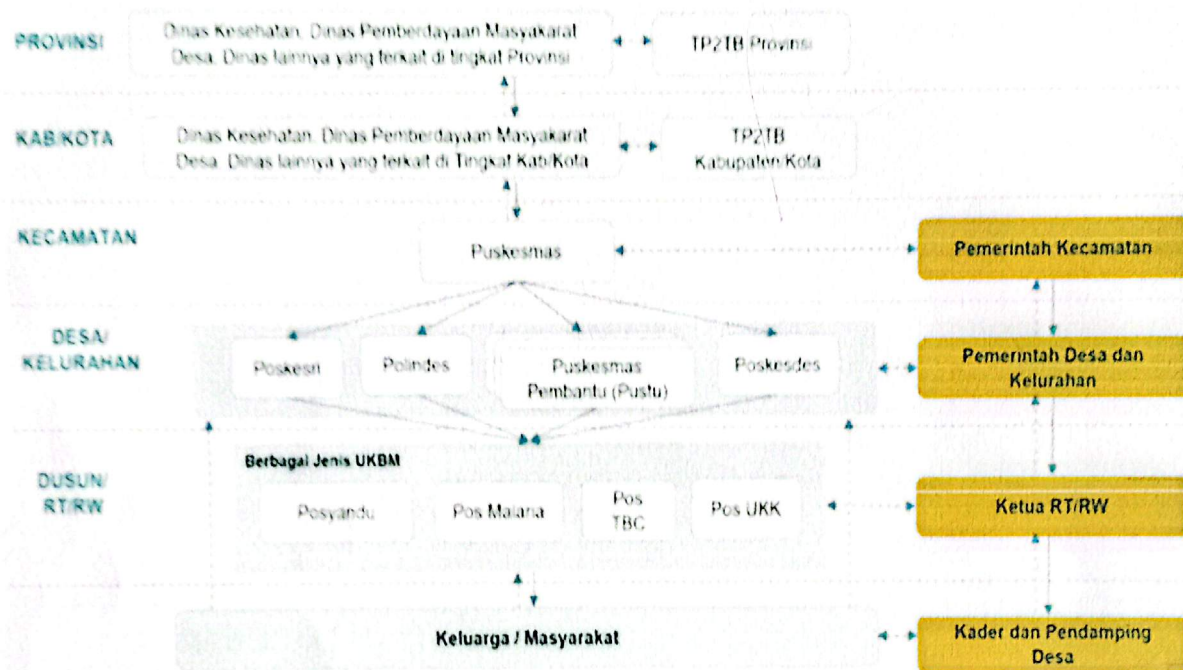 PROVINSI
Dinas Kesehatan, Dinas Pemberdayaan Masyakarat
Desa, Dinas lainnya yang terkait di tingkat Provinsi
TP2TB Provinsi
KAB/KOTA
Dinas Kesehatan, Dinas Pemberdayaan Masyakarat
Desa, Dinas lainnya yang terkait di Tingkat Kab/Kota
TP2TB
Kabupaten/Kota
KECAMATAN
Puskesmas
Pemerintah Kecamatan
DESA/
KELURAHAN
Poskesri
Polindes
Puskesmas
Pembantu (Pustu)
Poskesdes
Pemerintah Desa dan
Kelurahan
DUSUN/
RT/RW
Berbagai Jenis UKBM
Posyandu
Pos Malaria
Pos
TBC
Pos UKK
Ketua RT/RW
Keluarga / Masyarakat
Kader dan Pendamping
Desa